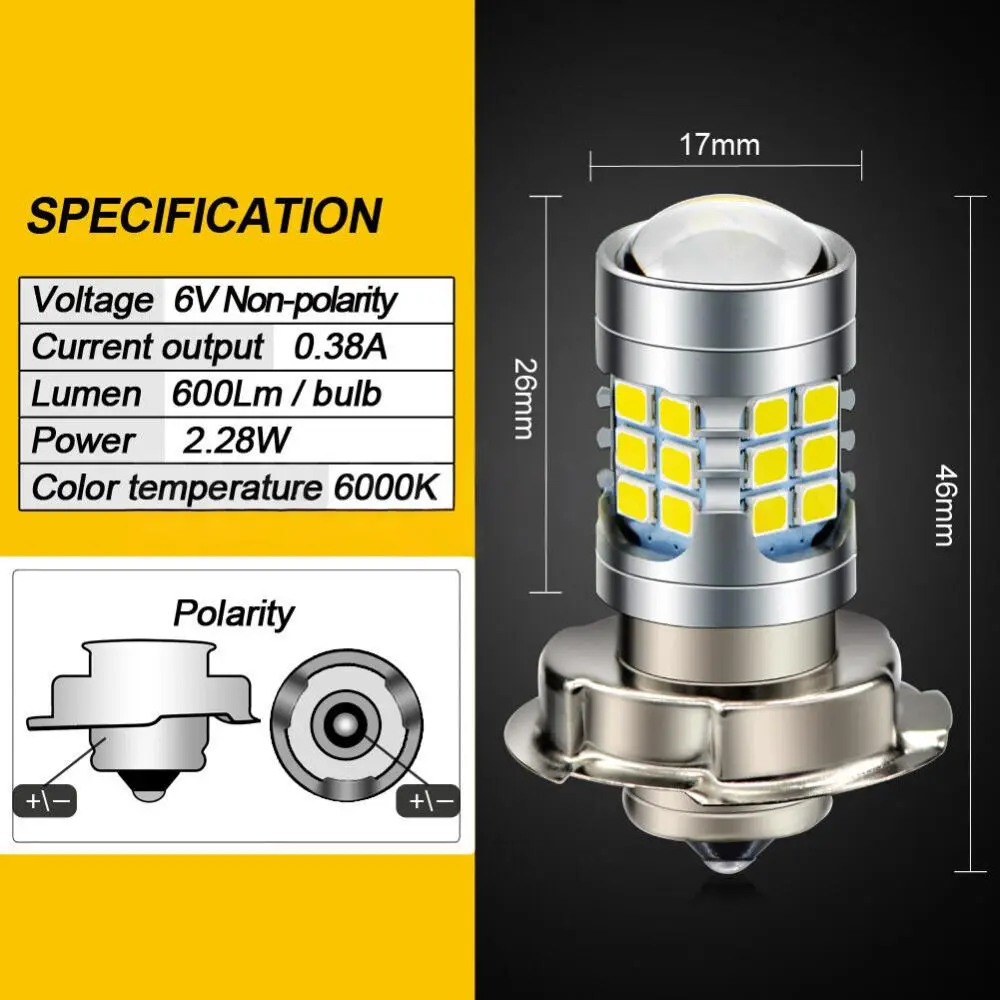 SPECIFICATION
Voltage 6V Non-polarity
Current output 0.38A
Lumen 600Lm / bulb
Power 2.28W
Color temperature 6000K
Polarity
+\−
+\−
17mm
26mm
46mm